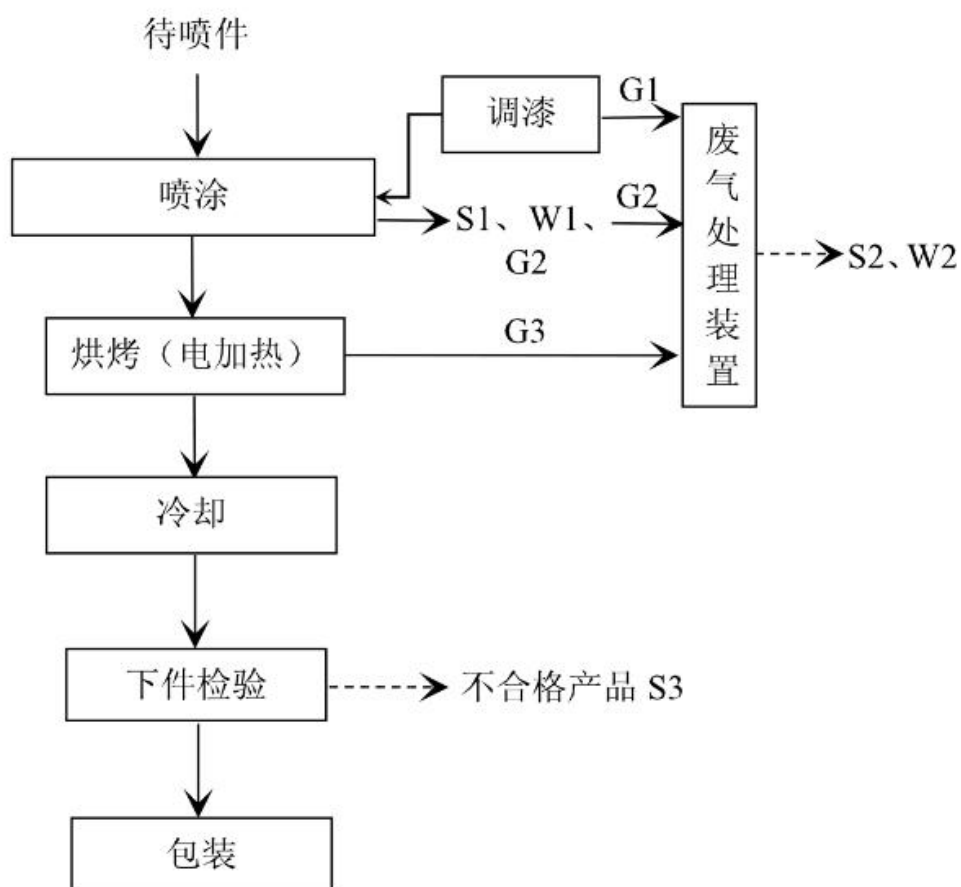 待喷件
调漆
G1
喷涂
S1、W1、
G2
G2
废气处理装置
S2、W2
烘烤（电加热）
G3
冷却
下件检验
不合格产品 S3
包装